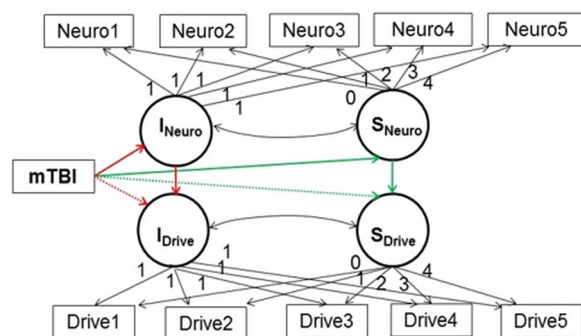 Neuro1 Neuro2 Neuro3 Neuro4 Neuro5
1 1 1 1 1 0 1 2 3 4
I Neuro S Neuro
mTBI
I Drive S Drive
1 1 1 1 1 0 1 2 3 4
Drive1 Drive2 Drive3 Drive4 Drive5